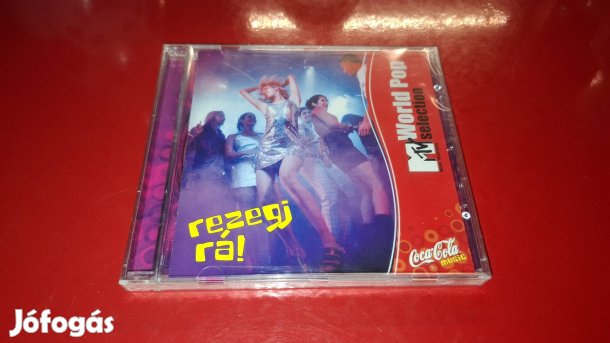 rezegj
rá!
World Pop
MTV selection
Coca-Cola
music
Jófogás